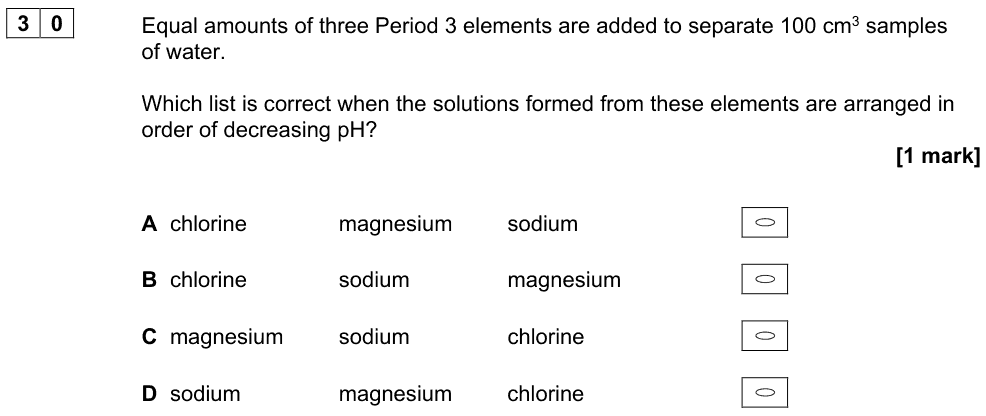 3 0
Equal amounts of three Period 3 elements are added to separate 100 cm³ samples
of water.
Which list is correct when the solutions formed from these elements are arranged in
order of decreasing pH?
[1 mark]
A chlorine magnesium sodium
B chlorine sodium magnesium
C magnesium sodium chlorine
D sodium magnesium chlorine